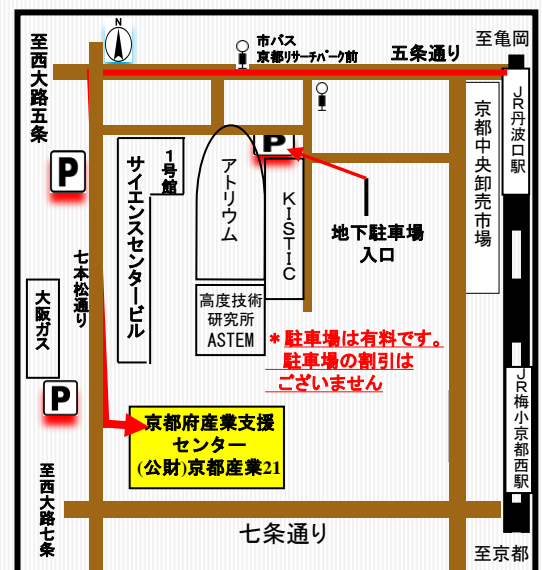 N
市バス
京都リサーチパーク前
五条通り
至亀岡
至西大路五条
JR丹波口駅
京都中央卸売市場
P
1号館
サイエンスセンタービル
アトリウム
P
KISTIC
地下駐車場
入口
七本松通り
大阪ガス
高度技術
研究所
ASTEM
*駐車場は有料です。
駐車場の割引は
ございません
P
JR梅小京都西駅
京都府産業支援
センター
(公財)京都産業21
至西大路七条
七条通り
至京都